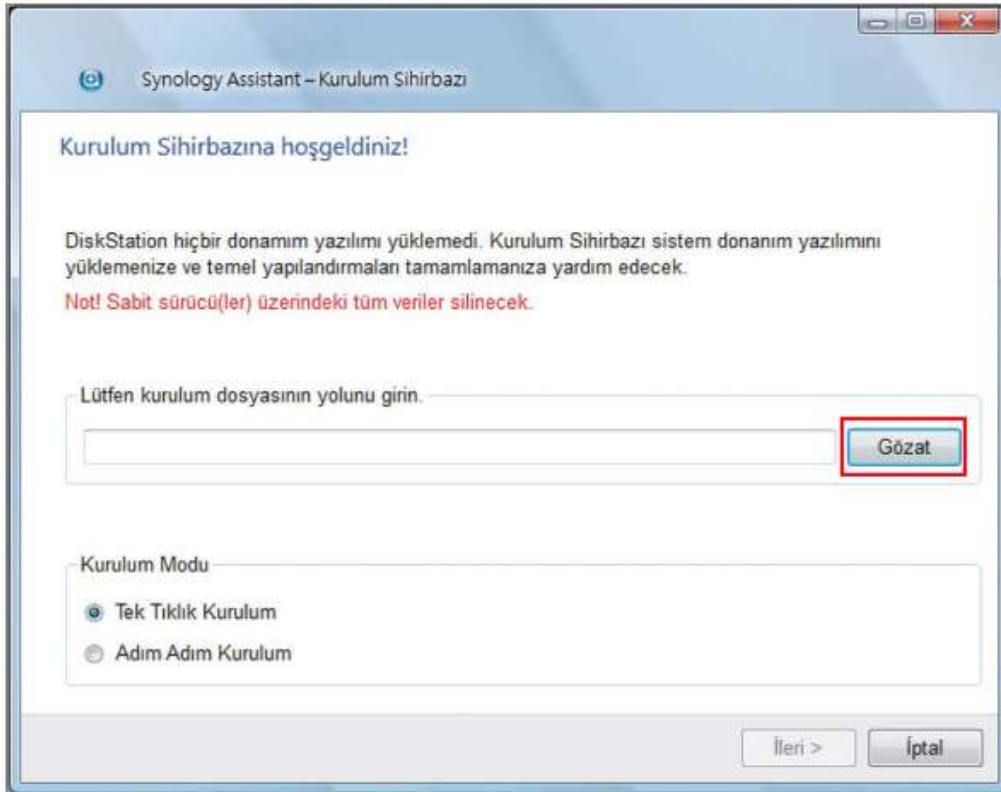 Synology Assistant – Kurulum Sihirbazı
Kurulum Sihirbazına hoşgeldiniz!
DiskStation hiçbir donamım yazılımı yüklemedi. Kurulum Sihirbazı sistem donanım yazılımını
yüklemenize ve temel yapılandırmaları tamamlamanıza yardım edecek.
Not! Sabit sürücü(ler) üzerindeki tüm veriler silinecek.
Lütfen kurulum dosyasının yolunu girin.
Gözat
Kurulum Modu
Tek Tıklık Kurulum
Adım Adım Kurulum
İleri >
İptal